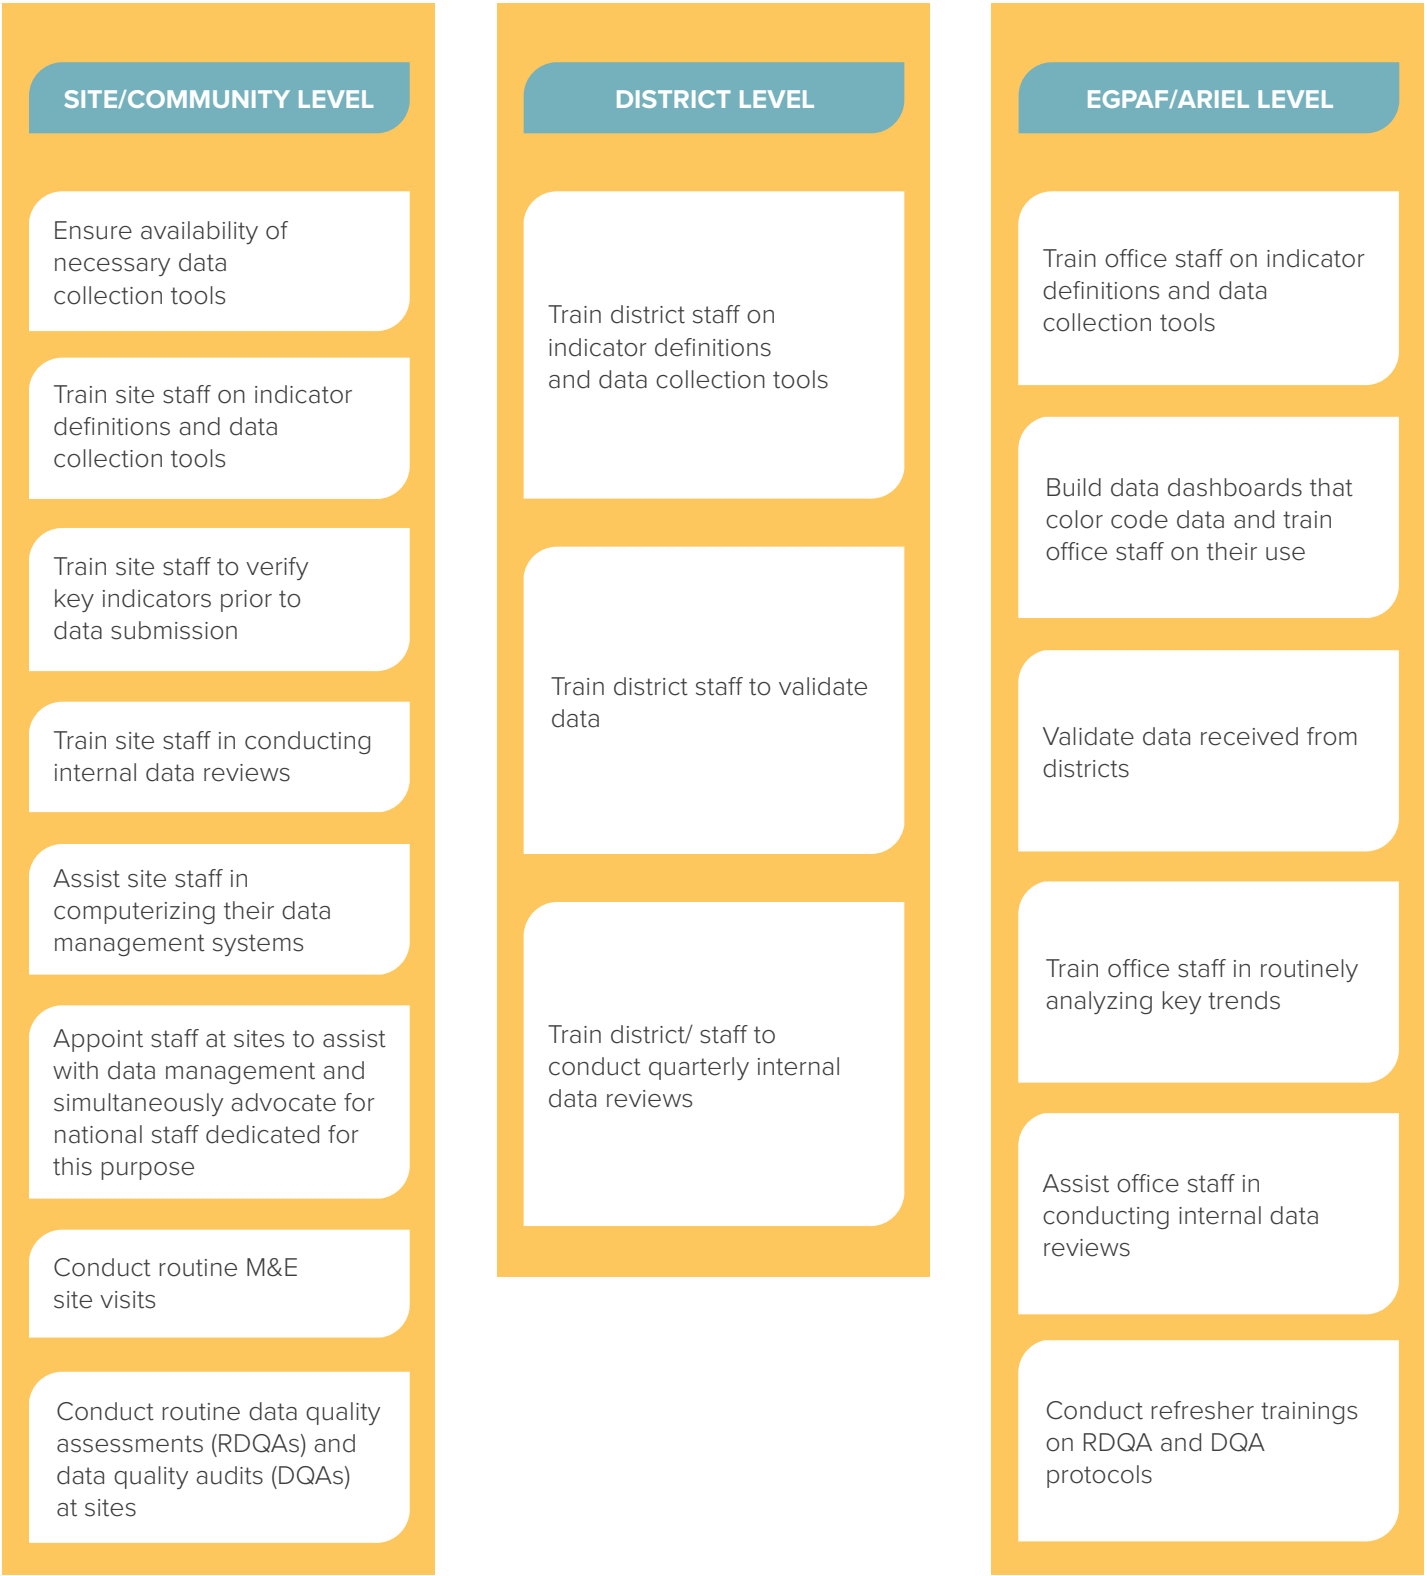 SITE/COMMUNITY LEVEL
Ensure availability of
necessary data
collection tools
Train site staff on indicator
definitions and data
collection tools
Train site staff to verify
key indicators prior to
data submission
Train site staff in conducting
internal data reviews
Assist site staff in
computerizing their data
management systems
Appoint staff at sites to assist
with data management and
simultaneously advocate for
national staff dedicated for
this purpose
Conduct routine M&E
site visits
Conduct routine data quality
assessments (RDQAs) and
data quality audits (DQAs)
at sites
DISTRICT LEVEL
Train district staff on
indicator definitions
and data collection tools
Train district staff to validate
data
Train district/ staff to
conduct quarterly internal
data reviews
EGPAF/ARIEL LEVEL
Train office staff on indicator
definitions and data
collection tools
Build data dashboards that
color code data and train
office staff on their use
Validate data received from
districts
Train office staff in routinely
analyzing key trends
Assist office staff in
conducting internal data
reviews
Conduct refresher trainings
on RDQA and DQA
protocols